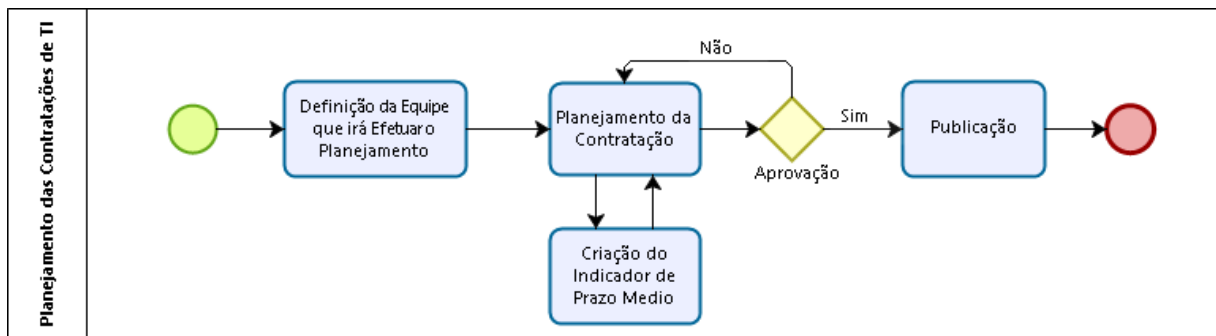 Planejamento das Contratações de TI
Definição da Equipe
que irá Efetuaro
Planejamento
Planejamento da
Contratação
Não
Aprovação
Sim
Publicação
Criação do
Indicador de
Prazo Medio